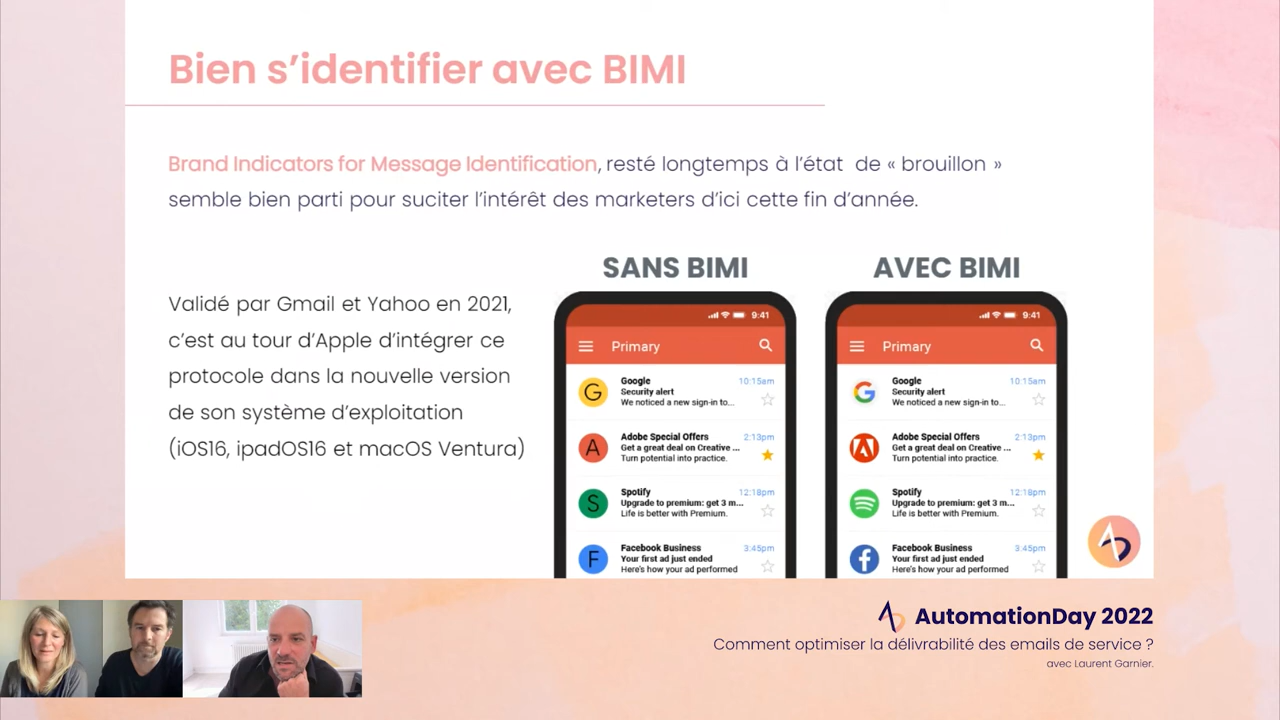 Bien s’identifier avec BIMI
Brand Indicators for Message Identification, resté longtemps à l’état de « brouillon »
semble bien parti pour suciter l’intérêt des marketers d’ici cette fin d’année.
Validé par Gmail et Yahoo en 2021,
c’est au tour d’Apple d’intégrer ce
protocole dans la nouvelle version
de son système d’exploitation
(iOS16, ipadOS16 et macOS Ventura)
SANS BIMI
9:41
Primary
G
Google 10:15am
Security alert
We noticed a new sign-in to...
A
Adobe Special Offers 2:13pm
Get a great deal on Creative ...
Turn potential into practice.
S
Spotify 12:18pm
Upgrade to premium: get 3 m...
Life is better with Premium.
F
Facebook Business 3:45pm
Your first ad just ended
Here's how your ad performed
AVEC BIMI
9:41
Primary
Google 10:15am
Security alert
We noticed a new sign-in to...
Adobe Special Offers 2:13pm
Get a great deal on Creative ...
Turn potential into practice.
Spotify 12:18pm
Upgrade to premium: get 3 m...
Life is better with Premium.
Facebook Business 3:45pm
Your first ad just ended
Here's how your ad performed
AutomationDay 2022
Comment optimiser la délivrabilité des emails de service ?
avec Laurent Garnier.